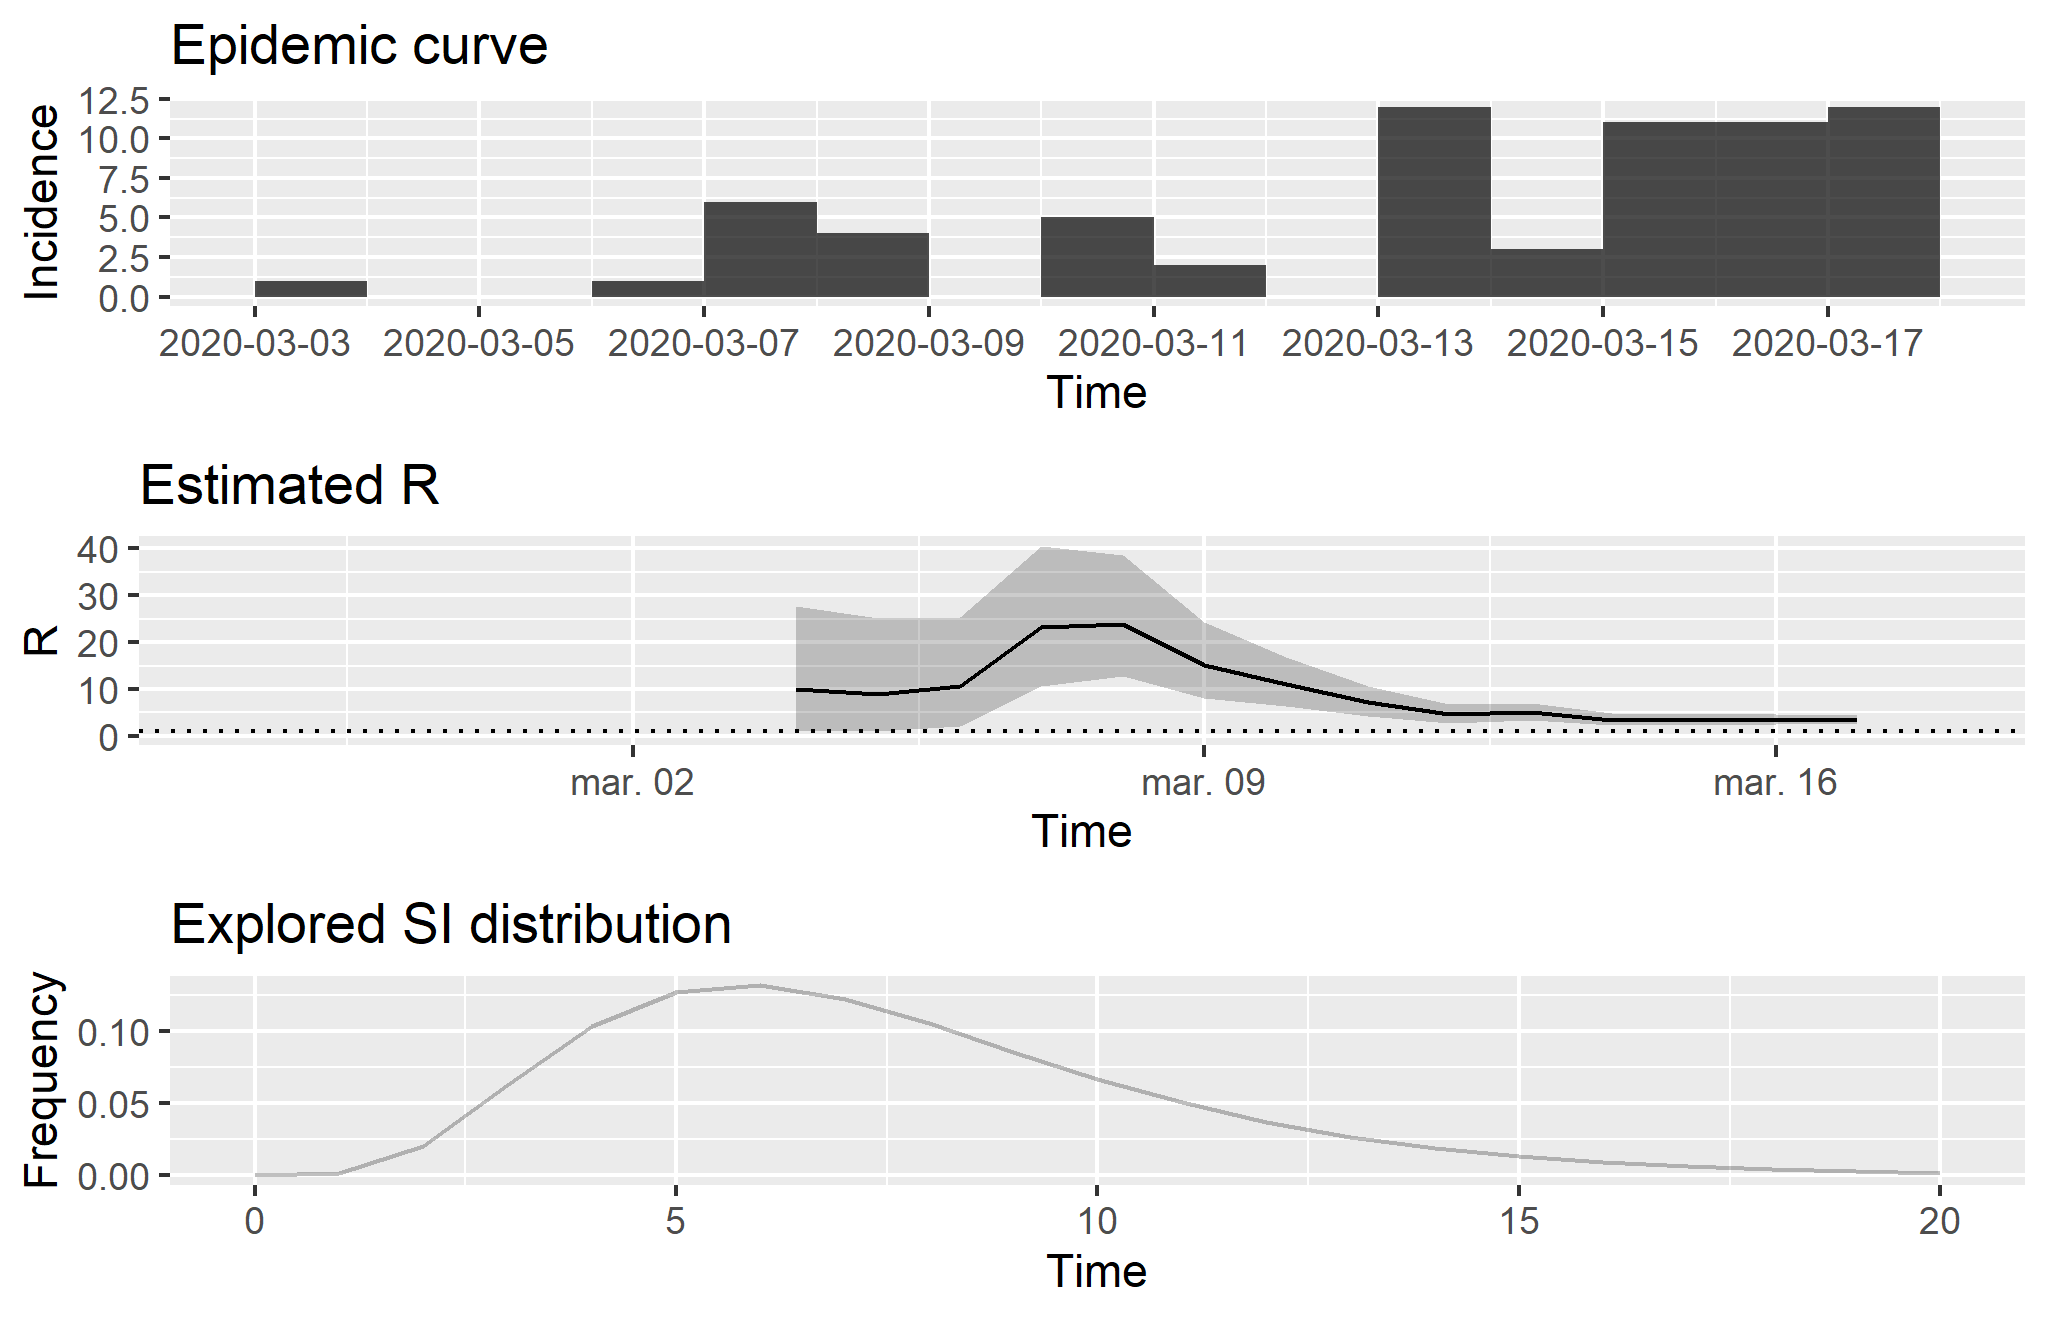 Epidemic curve
12.5
10.0
7.5
5.0
2.5
0.0
Incidence
2020-03-03 2020-03-05 2020-03-07 2020-03-09 2020-03-11 2020-03-13 2020-03-15 2020-03-17
Time
Estimated R
40
30
20
10
0
R
mar. 02 mar. 09 mar. 16
Time
Explored SI distribution
0.10
0.05
0.00
Frequency
0 5 10 15 20
Time